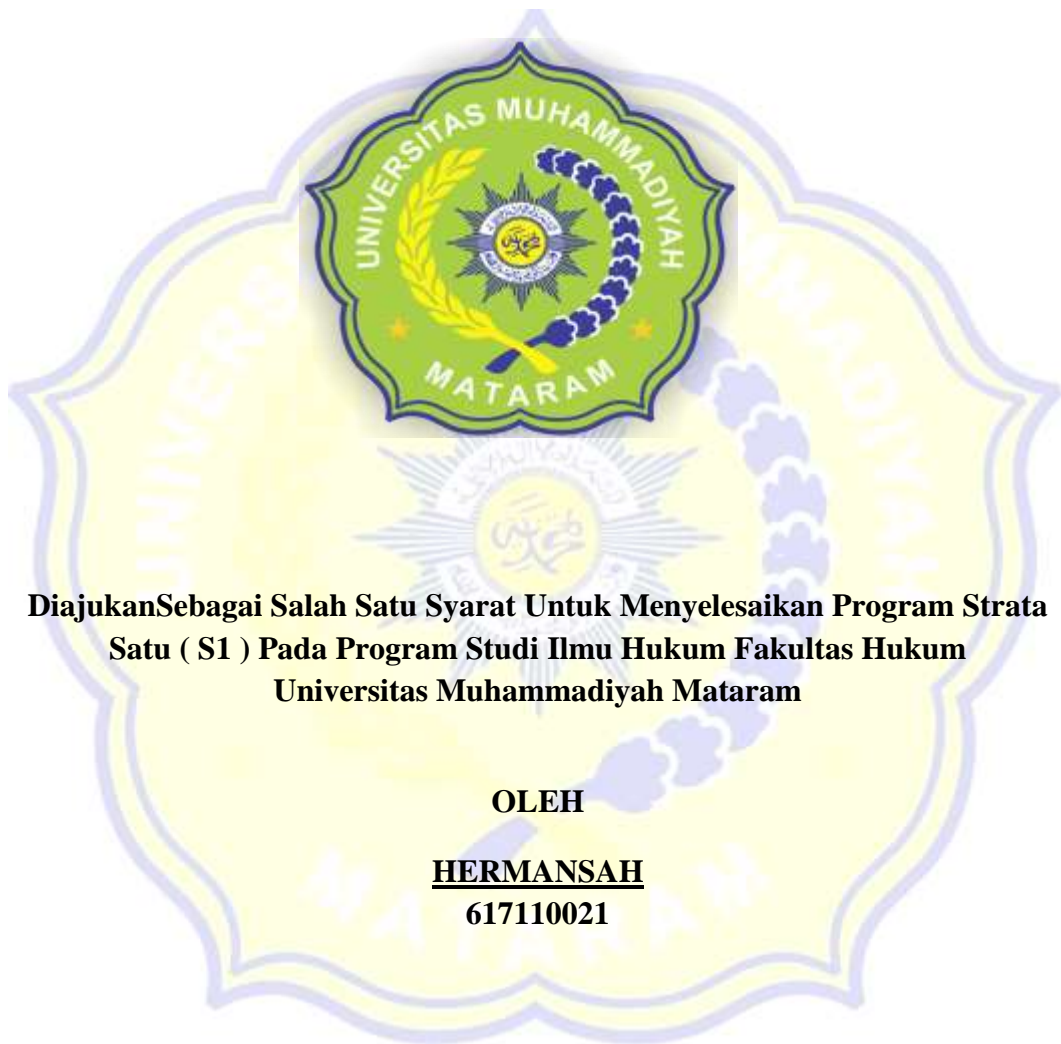 UNIVERSITAS MUHAMMADIYAH
MATARAM
DiajukanSebagai Salah Satu Syarat Untuk Menyelesaikan Program Strata
Satu ( S1 ) Pada Program Studi Ilmu Hukum Fakultas Hukum
Universitas Muhammadiyah Mataram
OLEH
HERMANSAH
617110021